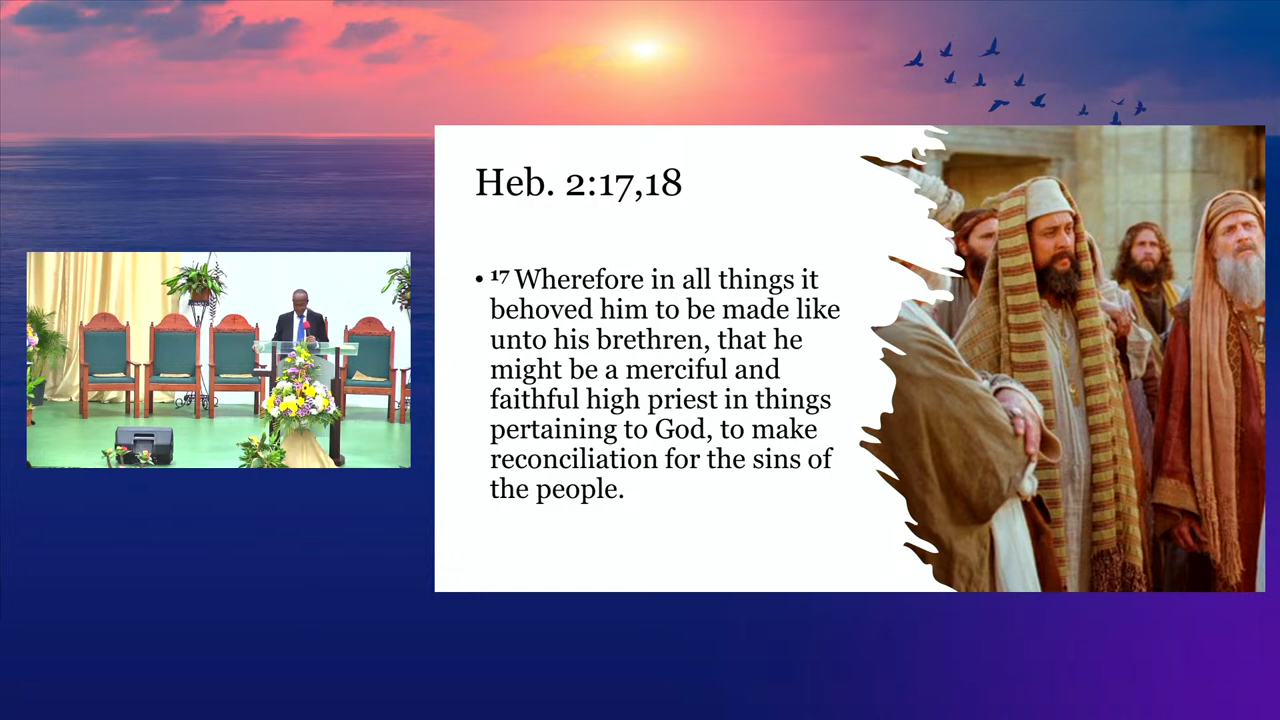 Heb. 2:17,18
• 17 Wherefore in all things it
behoved him to be made like
unto his brethren, that he
might be a merciful and
faithful high priest in things
pertaining to God, to make
reconciliation for the sins of
the people.